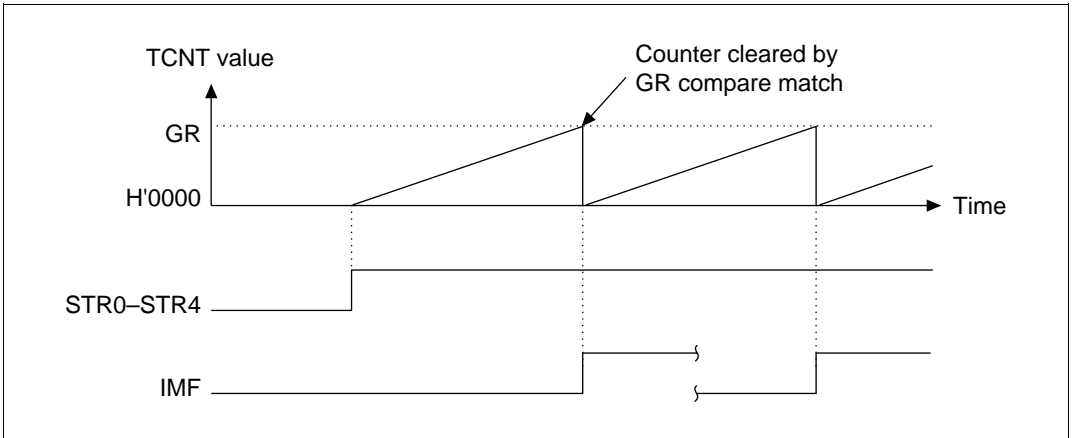 TCNT value
Counter cleared by
GR compare match
GR
H'0000
Time
STR0–STR4
IMF